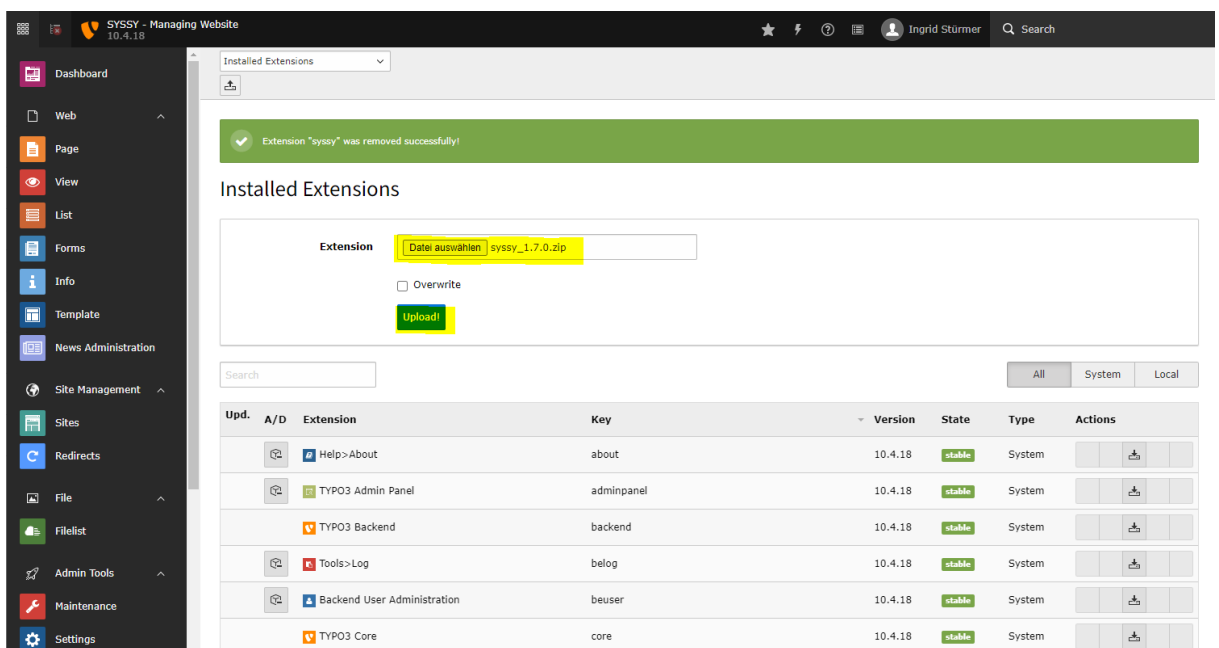 SYSSY - Managing Website
10.4.18
Ingrid Stürmer
Search
Dashboard
Web
Page
View
List
Forms
Info
Template
News Administration
Site Management
Sites
Redirects
File
Filelist
Admin Tools
Maintenance
Settings
Installed Extensions
Extension "syssy" was removed successfully!
Installed Extensions
Extension Datei auswählen syssy_1.7.0.zip
Overwrite
Upload!
Search All System Local
Upd. A/D Extension Key Version State Type Actions
Help>About about 10.4.18 stable System
TYPO3 Admin Panel adminpanel 10.4.18 stable System
TYPO3 Backend backend 10.4.18 stable System
Tools>Log belog 10.4.18 stable System
Backend User Administration beuser 10.4.18 stable System
TYPO3 Core core 10.4.18 stable System